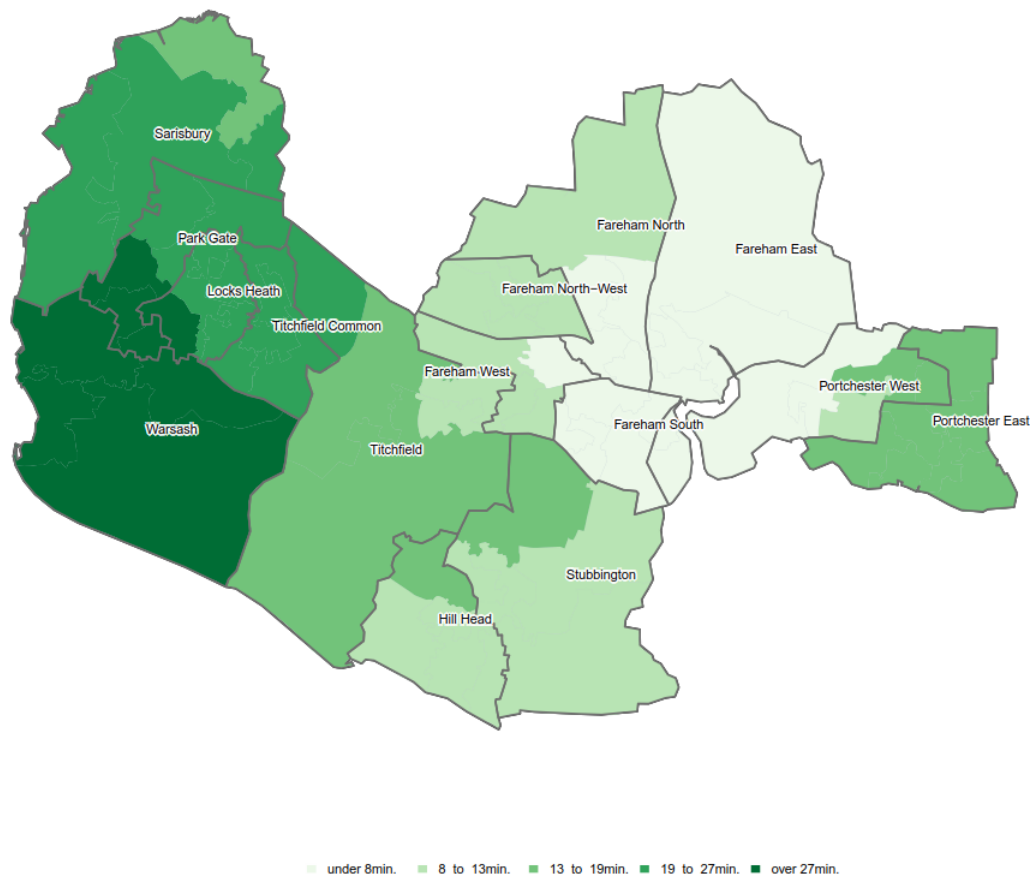 Sarisbury
Fareham North
Park Gate
Fareham East
Locks Heath
Fareham North−West
Titchfield Common
Fareham West
Portchester West
Warsash
Fareham South
Portchester East
Titchfield
Stubbington
Hill Head
under 8min.
8 to 13min.
13 to 19min.
19 to 27min.
over 27min.